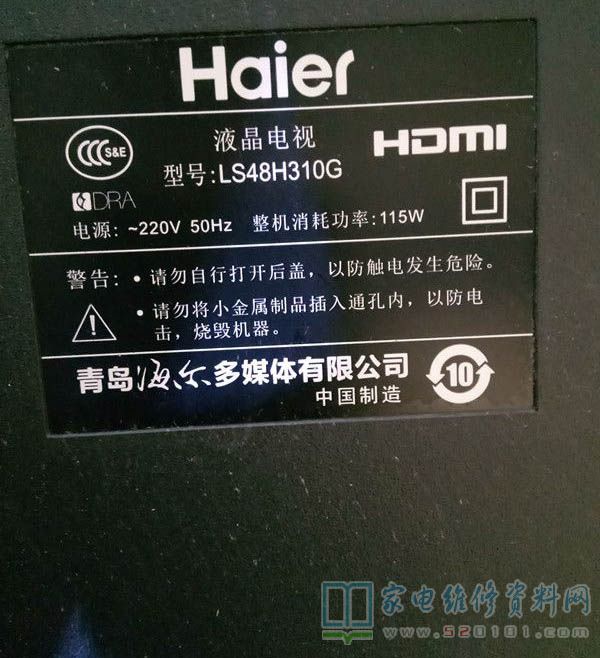 Haier
CCC S&E
液晶电视
HDMI
型号:LS48H310G
DRA
电源: ~220V 50Hz 整机消耗功率:115W
警告: · 请勿自行打开后盖，以防触电发生危险。
· 请勿将小金属制品插入通孔内，以防电
击，烧毁机器。
青岛海尔多媒体有限公司
中国制造
10
家电维修资料网
www.520101.com